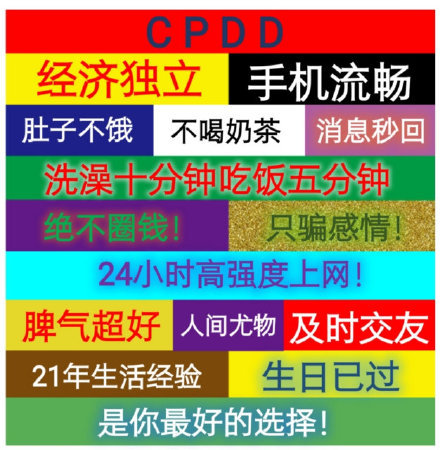 CPDD
经济独立 手机流畅
肚子不饿 不喝奶茶 消息秒回
洗澡十分钟吃饭五分钟
绝不圈钱! 只骗感情!
24小时高强度上网!
脾气超好 人间尤物 及时交友
21年生活经验 生日已过
是你最好的选择!